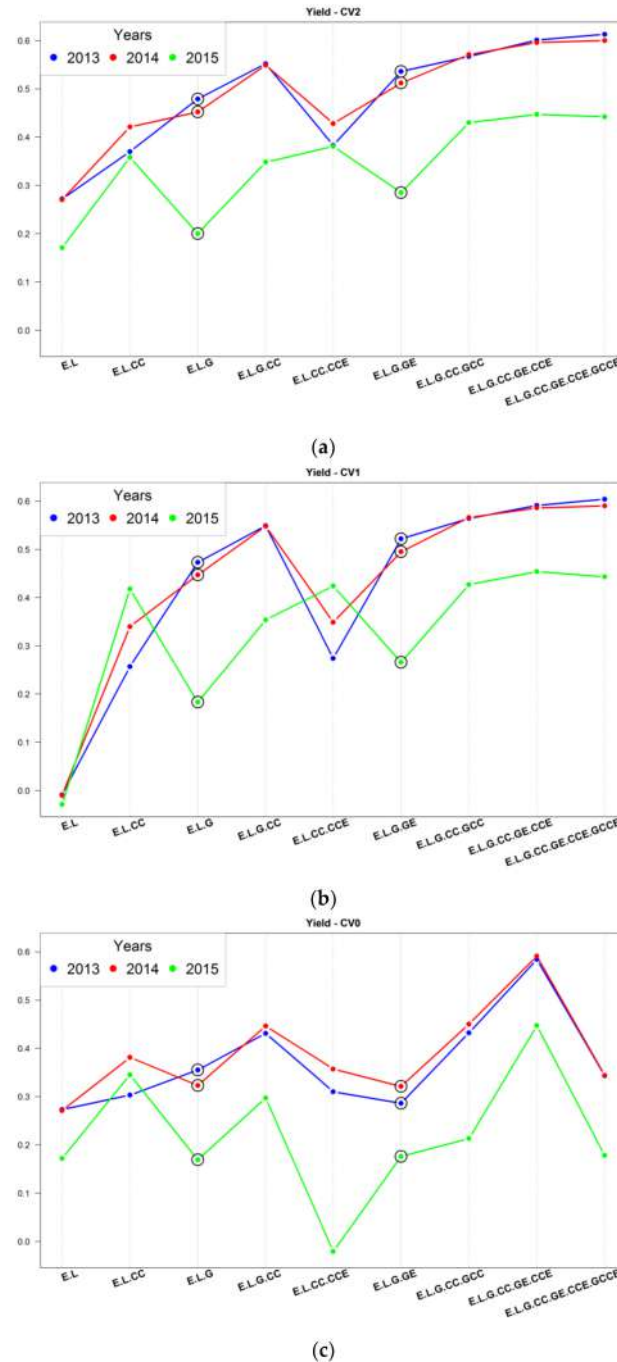 Yield - CV2
Years
2013 2014 2015
0.6
0.5
0.4
0.3
0.2
0.1
0.0
E.L
E.L.CC
E.L.G
E.L.G.CC
E.L.CC.CCE
E.L.G.GE
E.L.G.CC.GCC
E.L.G.CC.GE.CCE
E.L.G.CC.GE.CCE.GCCE
(a)
Yield - CV1
Years
2013 2014 2015
0.6
0.5
0.4
0.3
0.2
0.1
0.0
E.L
E.L.CC
E.L.G
E.L.G.CC
E.L.CC.CCE
E.L.G.GE
E.L.G.CC.GCC
E.L.G.CC.GE.CCE
E.L.G.CC.GE.CCE.GCCE
(b)
Yield - CV0
Years
2013 2014 2015
0.6
0.5
0.4
0.3
0.2
0.1
0.0
E.L
E.L.CC
E.L.G
E.L.G.CC
E.L.CC.CCE
E.L.G.GE
E.L.G.CC.GCC
E.L.G.CC.GE.CCE
E.L.G.CC.GE.CCE.GCCE
(c)